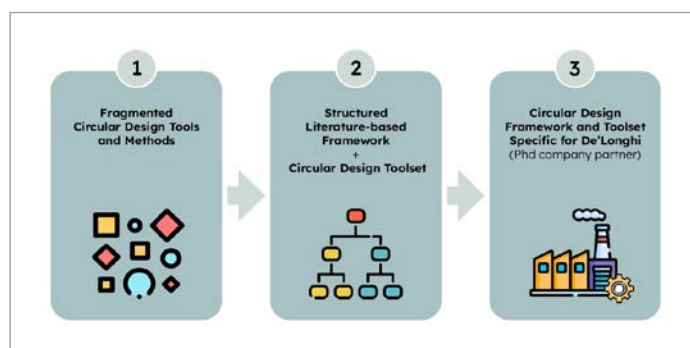 1
Fragmented
Circular Design Tools
and Methods
2
Structured
Literature-based
Framework
+
Circular Design Toolset
3
Circular Design
Framework and Toolset
Specific for De'Longhi
(Phd company partner)